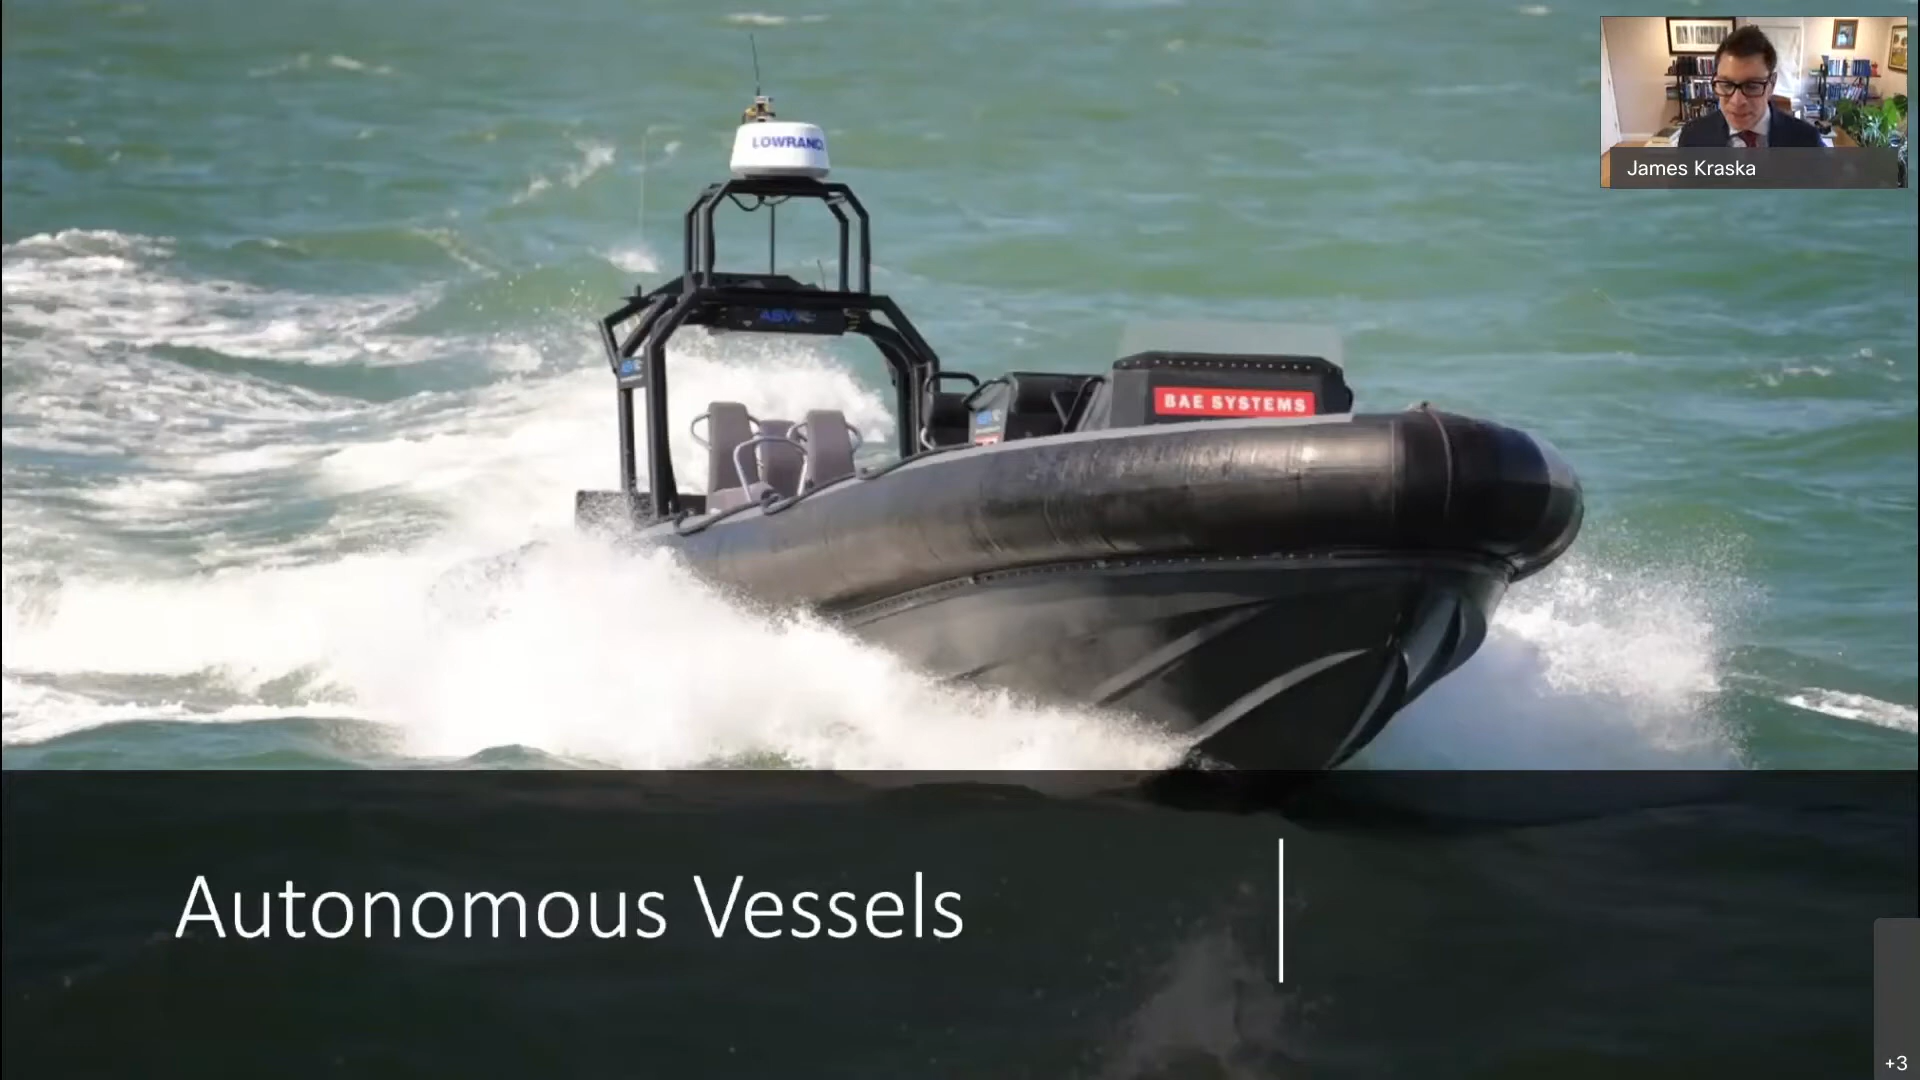 James Kraska
LOWRANCE
ASV
BAE SYSTEMS
Autonomous Vessels
+3